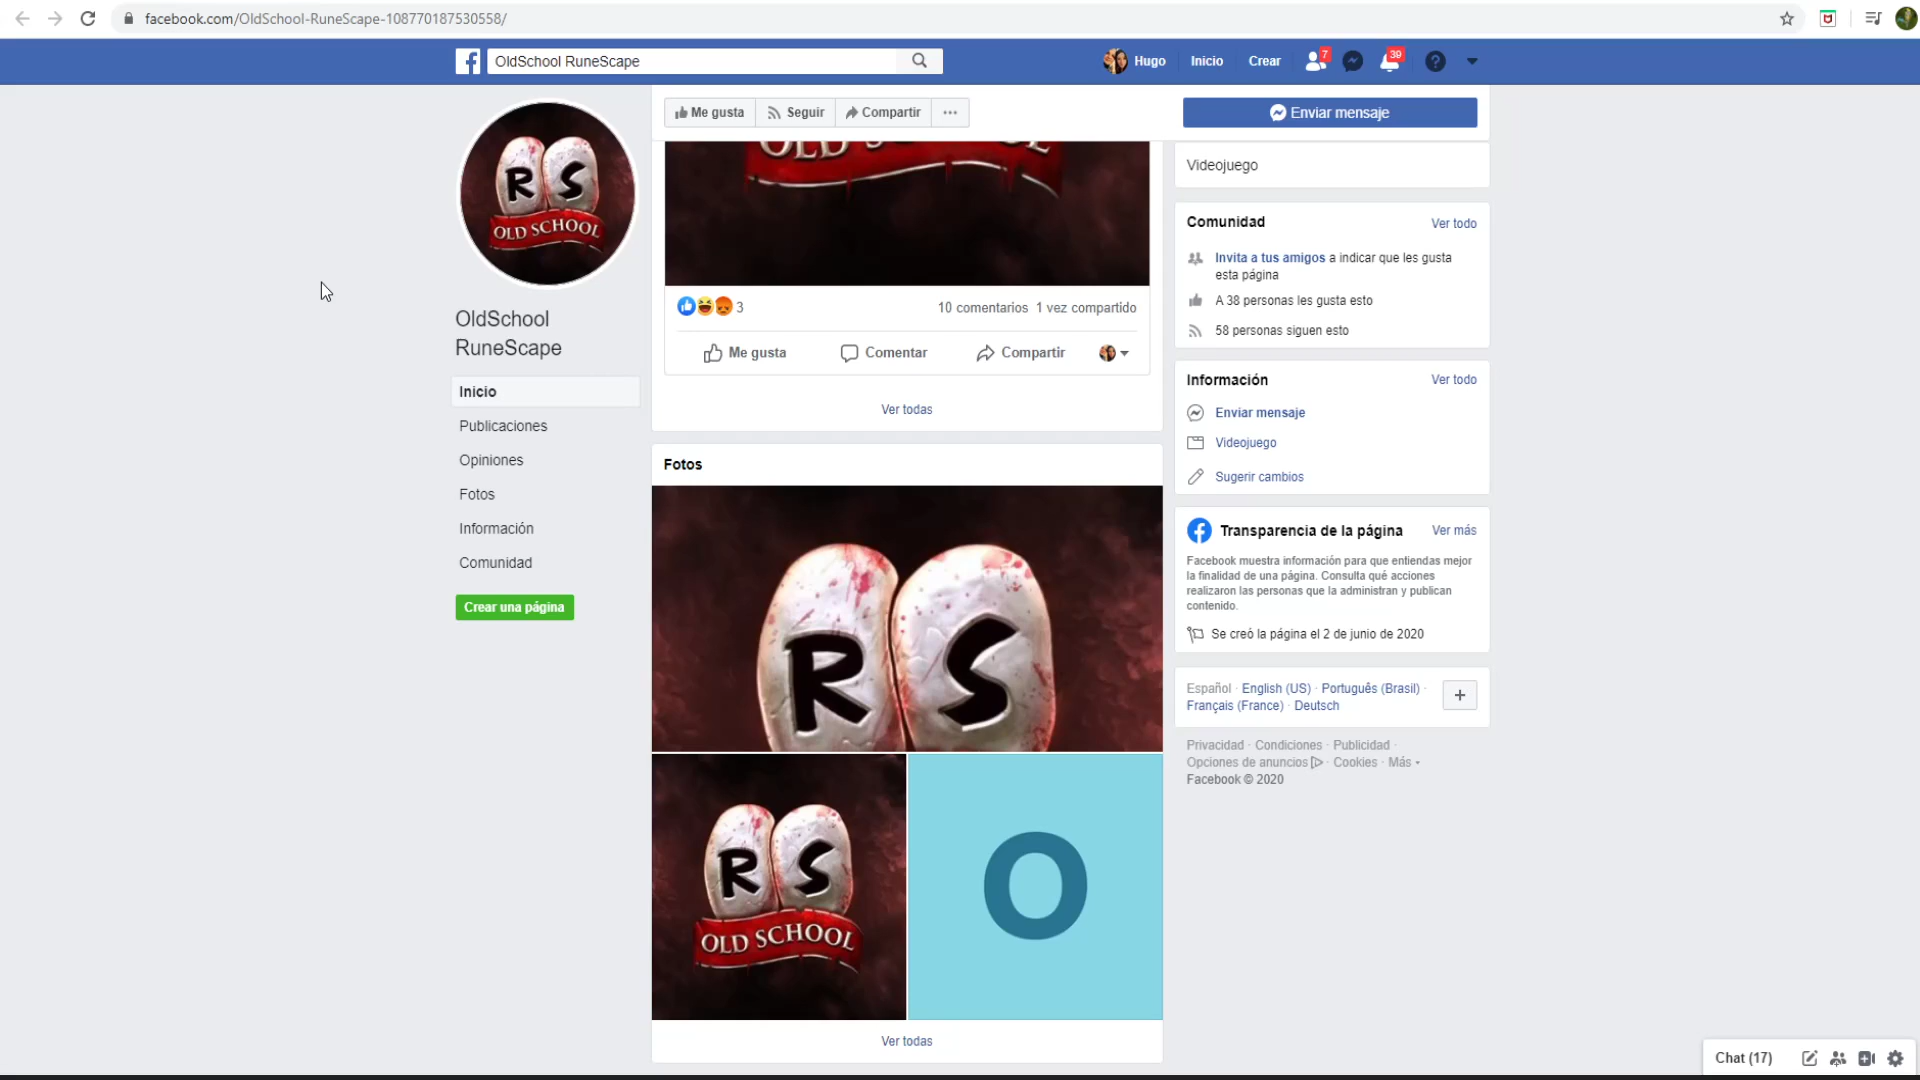 facebook.com/OldSchool-RuneScape-108770187530558/
OldSchool RuneScape
Hugo
Inicio
Crear
7
39
R S
OLD SCHOOL
OldSchool
RuneScape
Inicio
Publicaciones
Opiniones
Fotos
Información
Comunidad
Crear una página
Me gusta
Seguir
Compartir
Enviar mensaje
OLD SCHOOL
3
10 comentarios 1 vez compartido
Me gusta
Comentar
Compartir
Ver todas
Fotos
R S
R S
OLD SCHOOL
O
Ver todas
Videojuego
Comunidad
Ver todo
Invita a tus amigos a indicar que les gusta
esta página
A 38 personas les gusta esto
58 personas siguen esto
Información
Ver todo
Enviar mensaje
Videojuego
Sugerir cambios
Transparencia de la página
Ver más
Facebook muestra información para que entiendas mejor
la finalidad de una página. Consulta qué acciones
realizaron las personas que la administran y publican
contenido.
Se creó la página el 2 de junio de 2020
Español · English (US) · Português (Brasil) ·
Français (France) · Deutsch
Privacidad · Condiciones · Publicidad ·
Opciones de anuncios · Cookies · Más
Facebook © 2020
Chat (17)